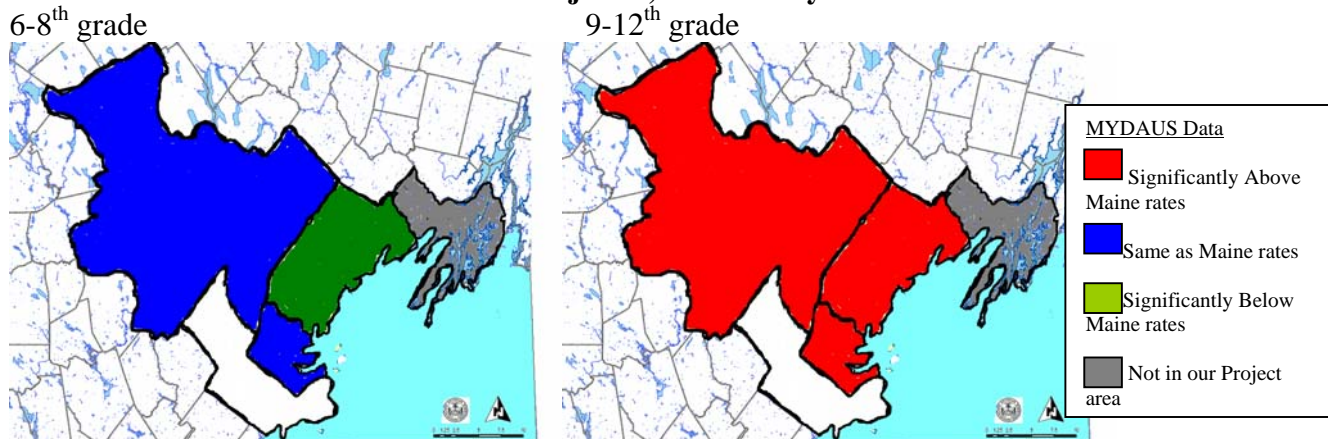 6-8th grade
9-12th grade
MYDAUS Data
Significantly Above
Maine rates
Same as Maine rates
Significantly Below
Maine rates
Not in our Project
area